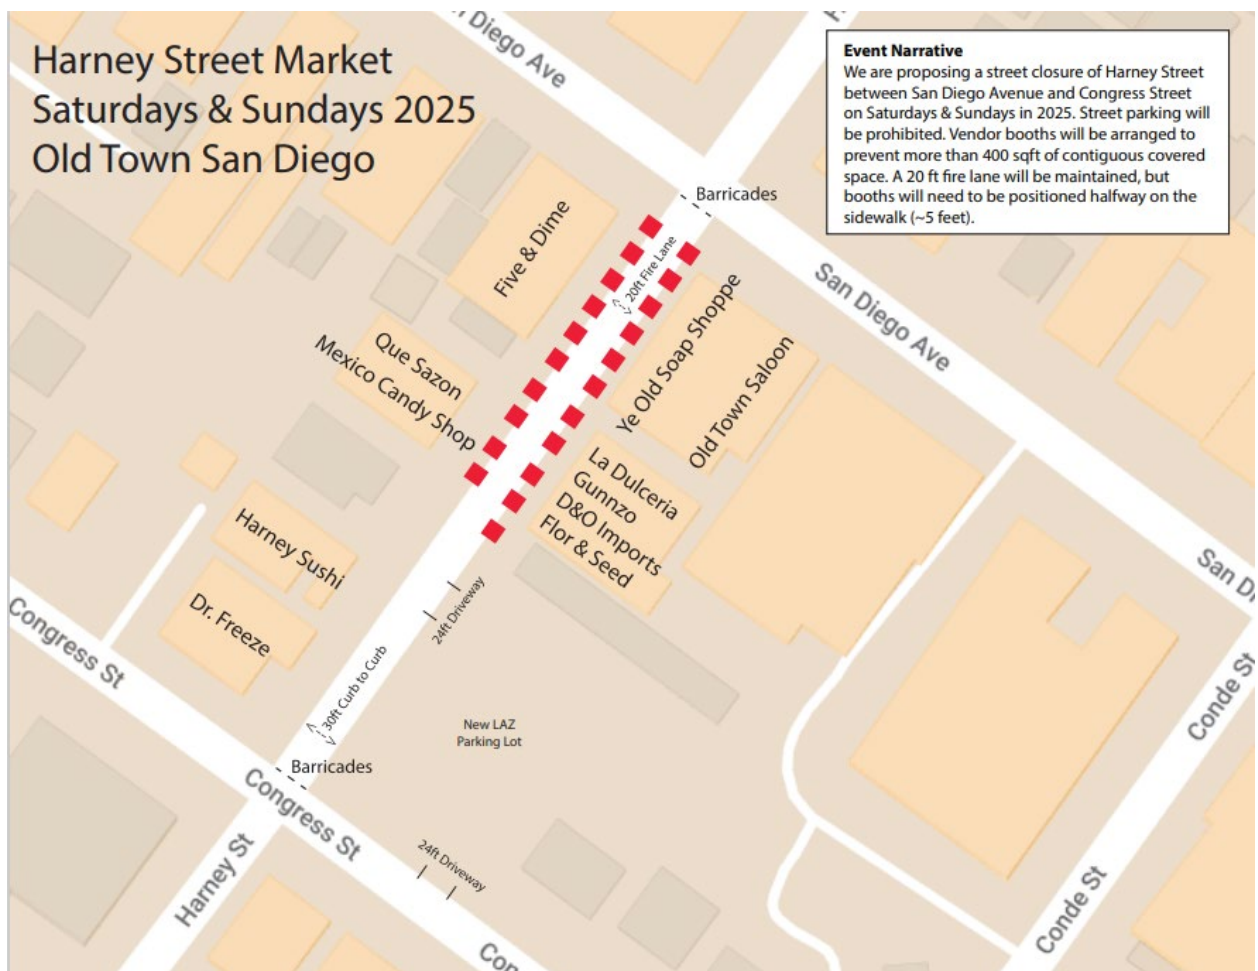 Harney Street Market
Saturdays & Sundays 2025
Old Town San Diego
Event Narrative
We are proposing a street closure of Harney Street
between San Diego Avenue and Congress Street
on Saturdays & Sundays in 2025. Street parking will
be prohibited. Vendor booths will be arranged to
prevent more than 400 sqft of contiguous covered
space. A 20 ft fire lane will be maintained, but
booths will need to be positioned halfway on the
sidewalk (~5 feet).
Diego Ave
Barricades
Five & Dime
20ft Fire Lane
San Diego Ave
Ye Old Soap Shoppe
Old Town Saloon
Que Sazon
Mexico Candy Shop
La Dulceria
Gunnzo
D&O Imports
Flor & Seed
Harney Sushi
Dr. Freeze
24ft Driveway
San Di
Congress St
30ft Curb to Curb
New LAZ
Parking Lot
Conde St
Barricades
Congress St
24ft Driveway
Harney St
Conde St
Con